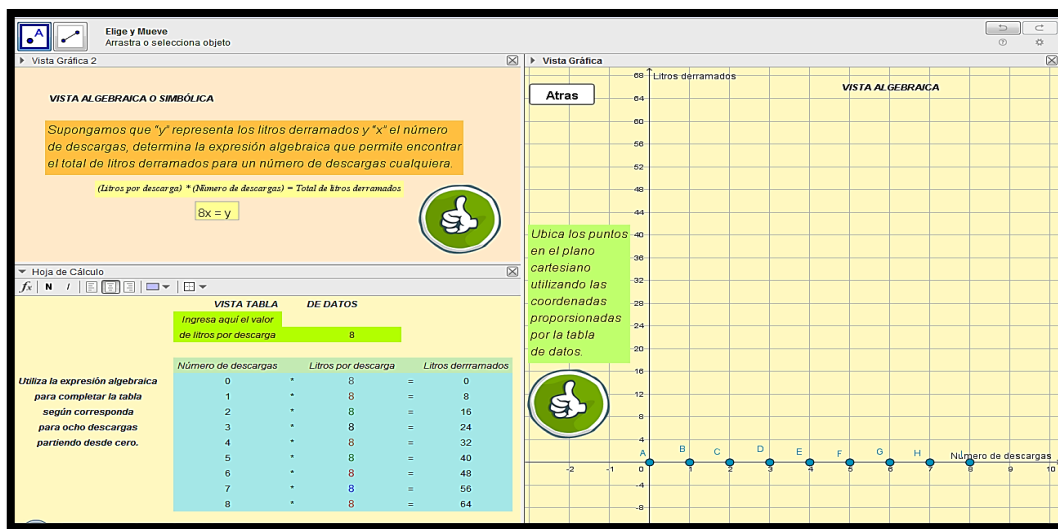 Elige y Mueve
Arrastra o selecciona objeto
Vista Gráfica 2
VISTA ALGEBRAICA O SIMBÓLICA
Supongamos que "y" representa los litros derramados y "x" el número
de descargas, determina la expresión algebraica que permite encontrar
el total de litros derramados para un número de descargas cualquiera.
(Litros por descarga) * (Número de descargas) = Total de litros derramados
8x = y
Hoja de Cálculo
fx N I
VISTA TABLA DE DATOS
Ingresa aquí el valor
de litros por descarga 8
Número de descargas Litros por descarga Litros derrramados
Utiliza la expresión algebraica
para completar la tabla
según corresponda
para ocho descargas
partiendo desde cero.
0 * 8 = 0
1 * 8 = 8
2 * 8 = 16
3 * 8 = 24
4 * 8 = 32
5 * 8 = 40
6 * 8 = 48
7 * 8 = 56
8 * 8 = 64
Vista Gráfica
Atras
Litros derramados
VISTA ALGEBRAICA
Ubica los puntos
en el plano
cartesiano
utilizando las
coordenadas
proporsionadas
por la tabla
de datos.
68
64
60
56
52
48
44
40
36
32
28
24
20
16
12
8
4
A B C D E F G H
Número de descargas
-2 -1 0 1 2 3 4 5 6 7 8 9 10
-4
-8